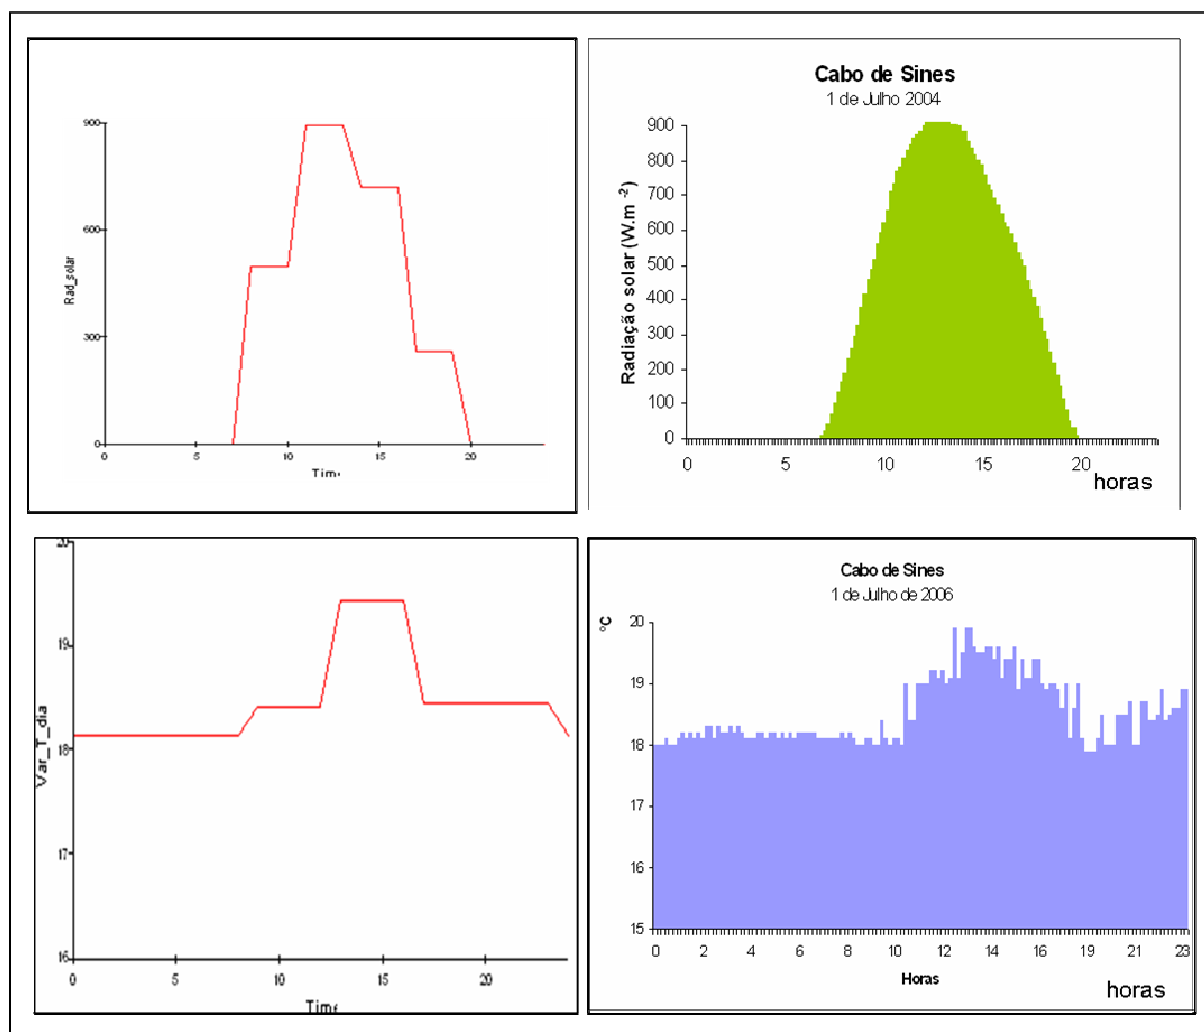 900
600
300
0
Rad_solar
0 5 10 15 20
Time
Cabo de Sines
1 de Julho 2004
900
800
700
600
500
400
300
200
100
0
Radiação solar (W.m -2)
0 5 10 15 20
horas
20
19
18
17
16
Var_T_dia
0 5 10 15 20
Time
Cabo de Sines
1 de Julho de 2006
ºC
20
19
18
17
16
15
0 2 4 6 8 10 12 14 16 19 21 23
Horas
horas